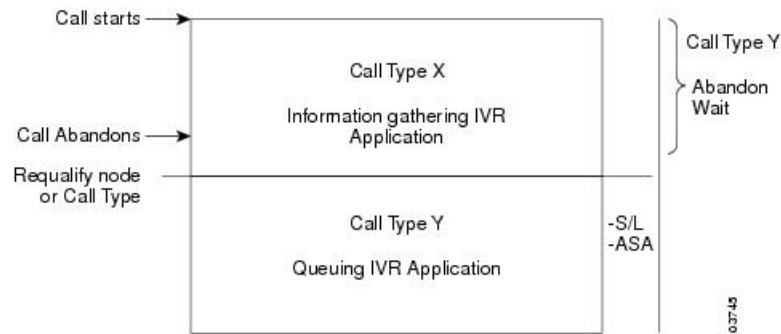 Call starts
Call Type X
Information gathering IVR
Application
Call Abandons
Requalify node
or Call Type
Call Type Y
Queuing IVR Application
-S/L
-ASA
Call Type Y
Abandon
Wait
63745